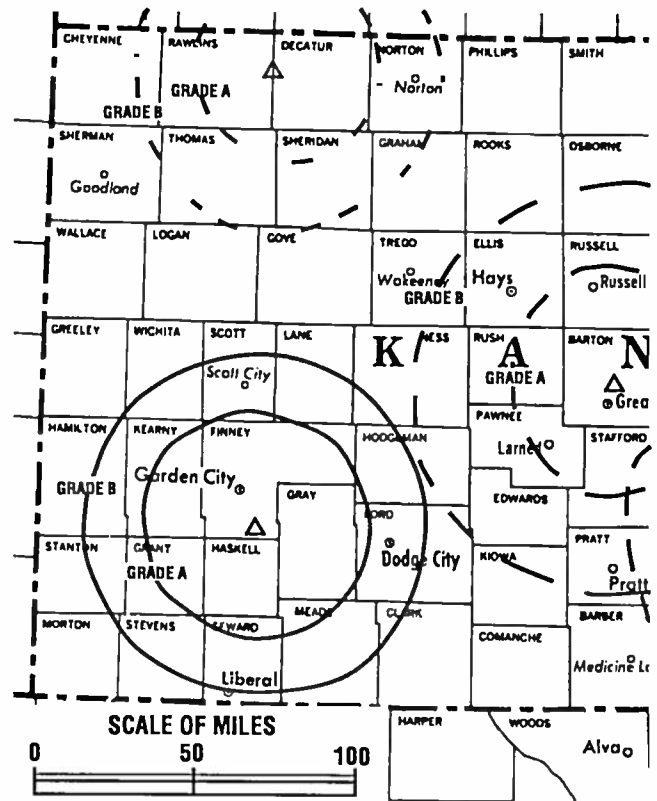 CHEYENNE RAWLINS DECATUR NORTON PHILLIPS SMITH
Norton
GRADE A
GRADE B
SHERMAN THOMAS SHERIDAN GRAHAM ROOKS OSBORNE
Goodland
WALLACE LOGAN GOVE TREGO ELLIS RUSSELL
Wakeeney Hays Russell
GRADE B
GREELEY WICHITA SCOTT LANE NESS RUSH BARTON
K A N
Scott City GRADE A
Grea
HAMILTON KEARNY FINNEY HODGEMAN PAWNEE STAFFORD
Larned
Garden City
GRADE B GRAY EDWARDS
FORD
STANTON GRANT HASKELL Dodge City KIOWA PRATT
GRADE A Pratt
MORTON STEVENS SEWARD MEADE CLARK COMANCHE BARBER
Medicine Lo
Liberal
HARPER WOODS
Alva
SCALE OF MILES
0 50 100